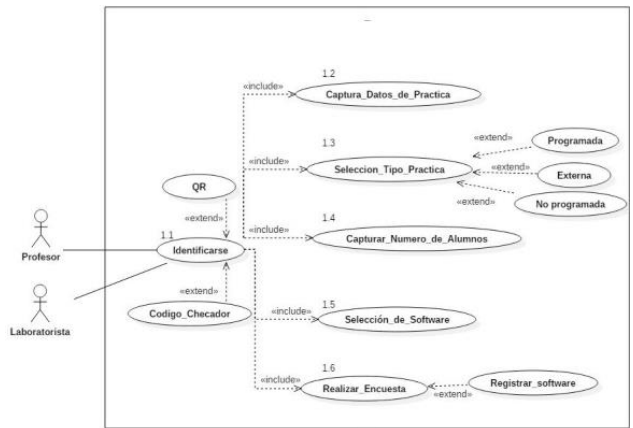 1.2
«include»
Captura_Datos_de_Practica
1.3
«include»
Seleccion_Tipo_Practica
«extend»
Programada
«extend»
Externa
«extend»
No programada
QR
«extend»
1.1
Identificarse
«include»
1.4
Capturar_Numero_de_Alumnos
Profesor
Laboratorista
«extend»
Codigo_Checador
1.5
«include»
Selección_de_Software
1.6
«include»
Realizar_Encuesta
«extend»
Registrar_software